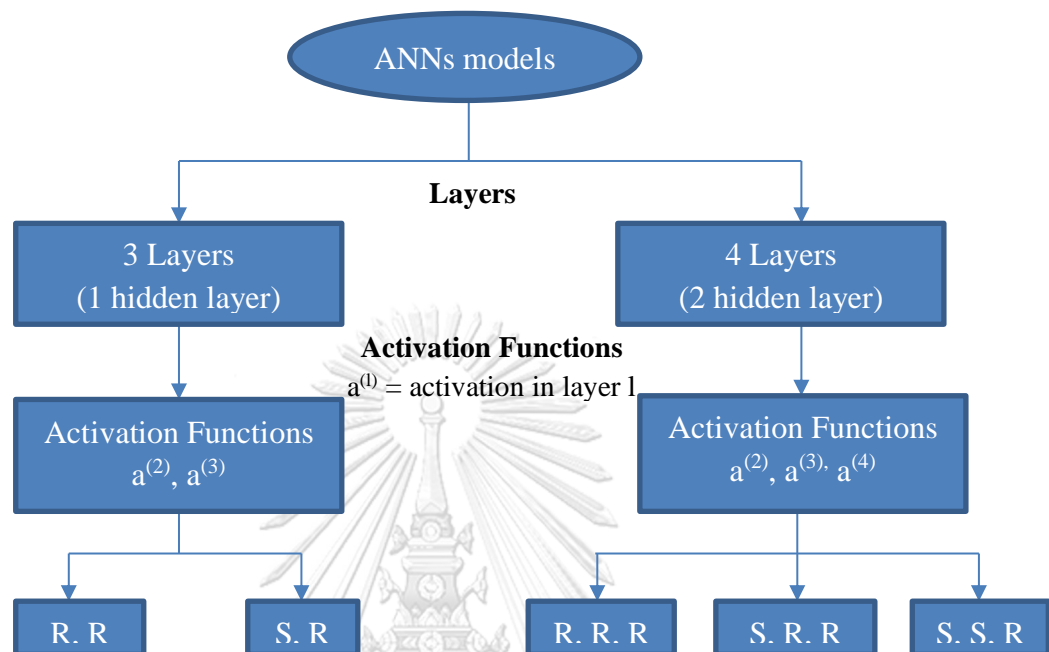 ANNs models
Layers
3 Layers
(1 hidden layer)
4 Layers
(2 hidden layer)
Activation Functions
a⁽ˡ⁾ = activation in layer l
Activation Functions
a⁽²⁾, a⁽³⁾
Activation Functions
a⁽²⁾, a⁽³⁾, a⁽⁴⁾
R, R
S, R
R, R, R
S, R, R
S, S, R